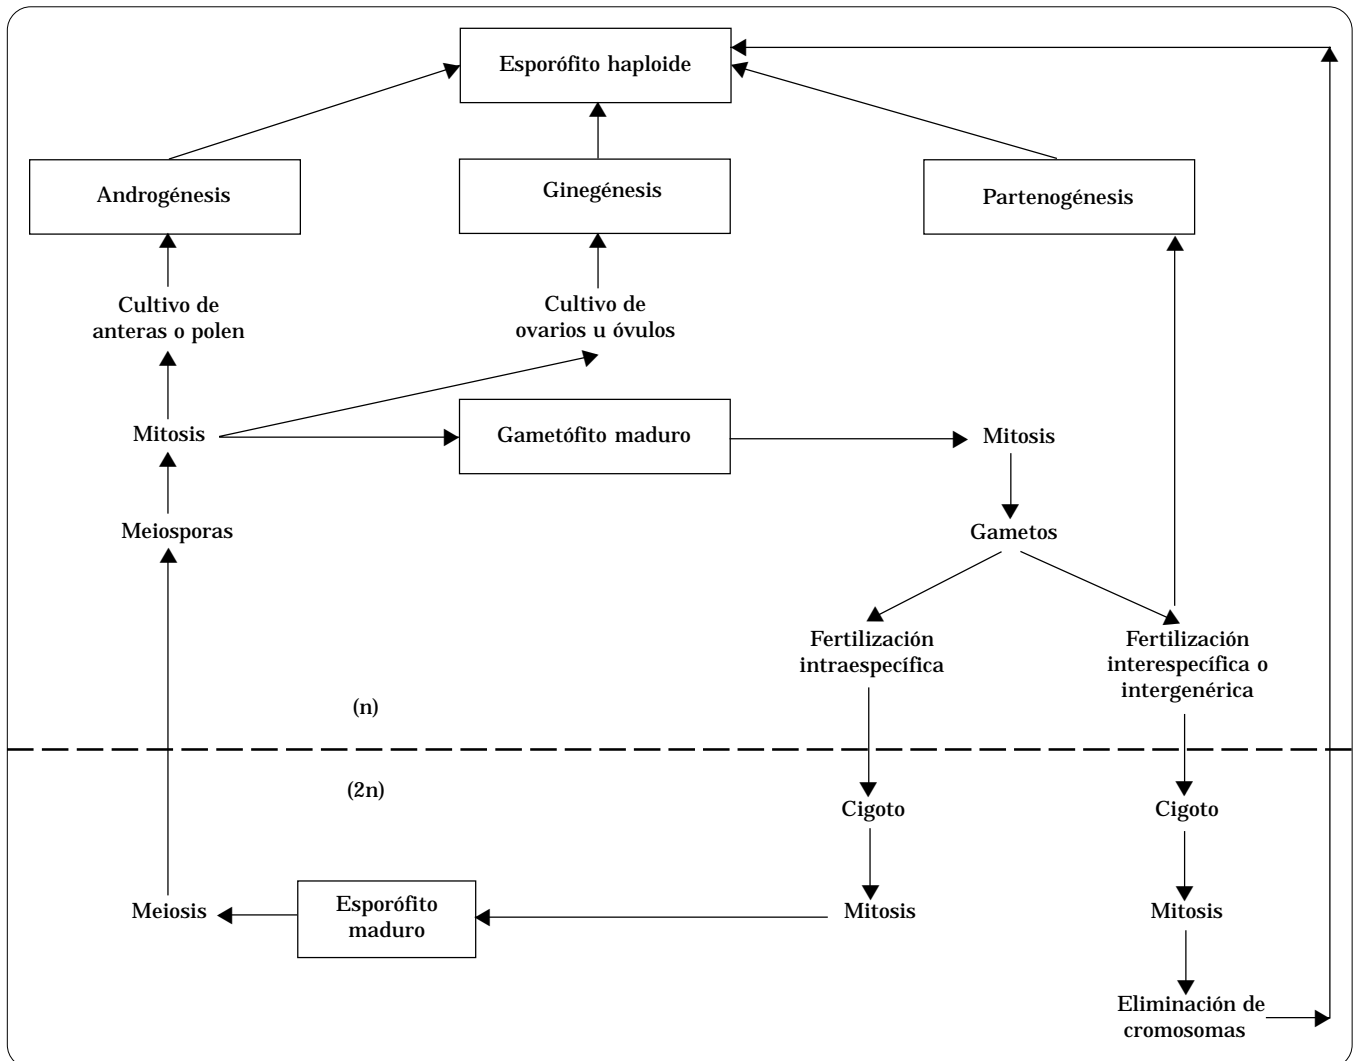 Esporófito haploide
Androgénesis
Ginegénesis
Partenogénesis
Cultivo de
anteras o polen
Cultivo de
ovarios u óvulos
Mitosis
Gametófito maduro
Mitosis
Meiosporas
Gametos
Fertilización
intraespecífica
Fertilización
interespecífica o
intergenérica
(n)
(2n)
Cigoto
Cigoto
Meiosis
Esporófito
maduro
Mitosis
Mitosis
Eliminación de
cromosomas